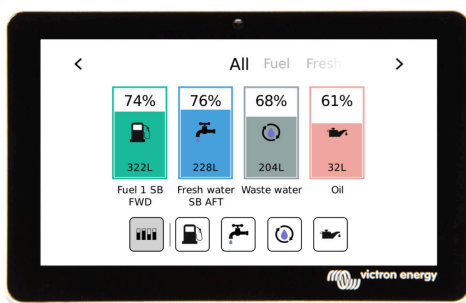 < All Fuel Fresh >
74% 76% 68% 61%
322L 228L 204L 32L
Fuel 1 SB Fresh water Waste water Oil
FWD SB AFT
victron energy